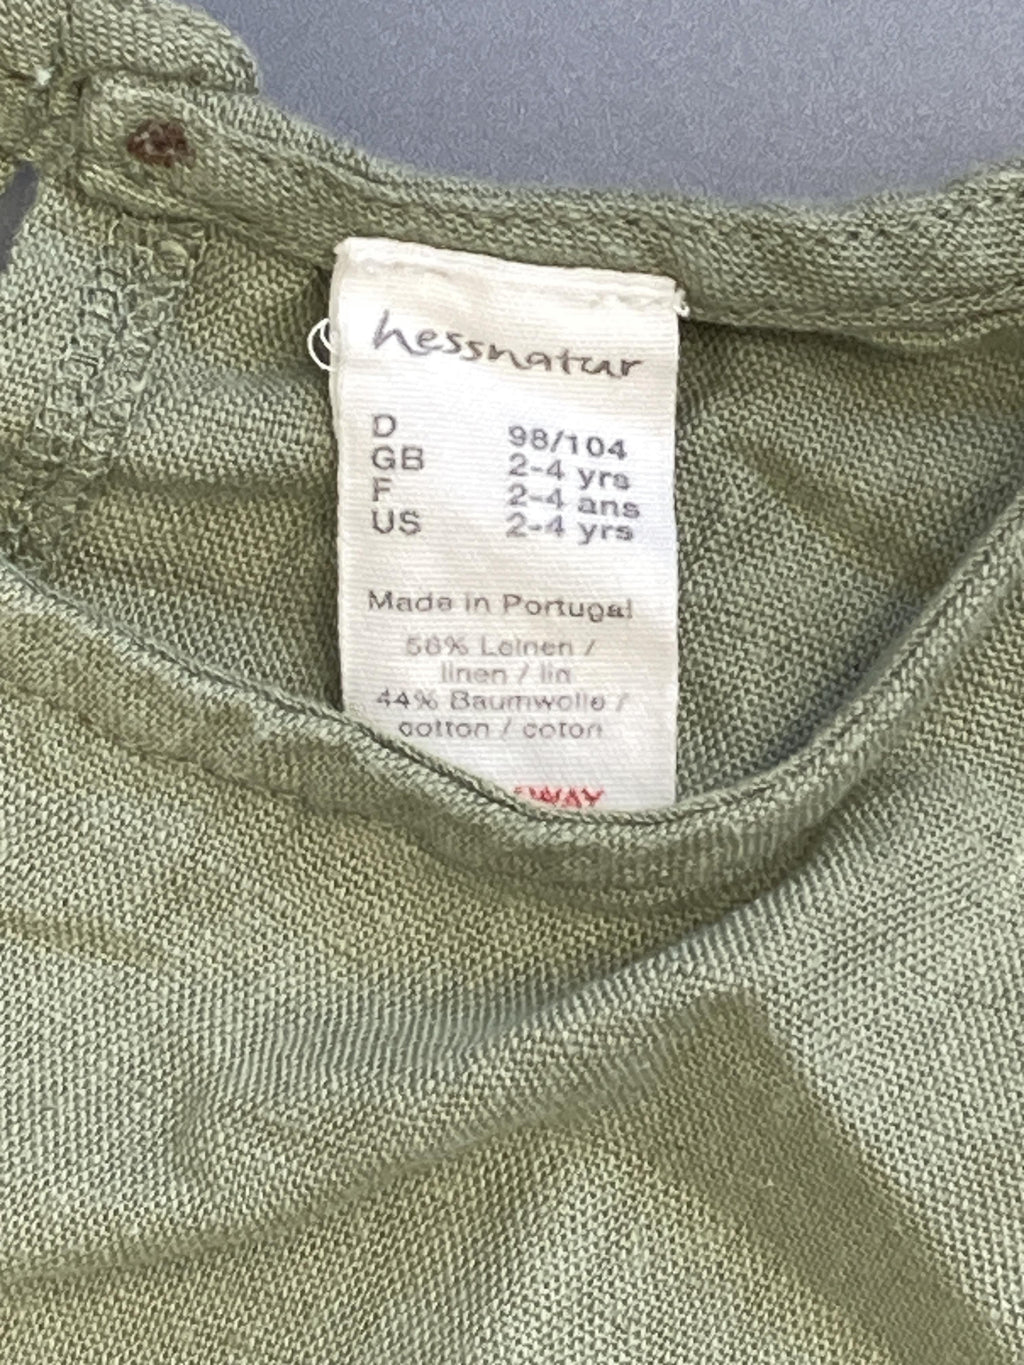 hessnatur
D 98/104
GB 2-4 yrs
F 2-4 ans
US 2-4 yrs
Made in Portugal
56% Leinen /
linen / lin
44% Baumwolle /
cotton / coton
WAY